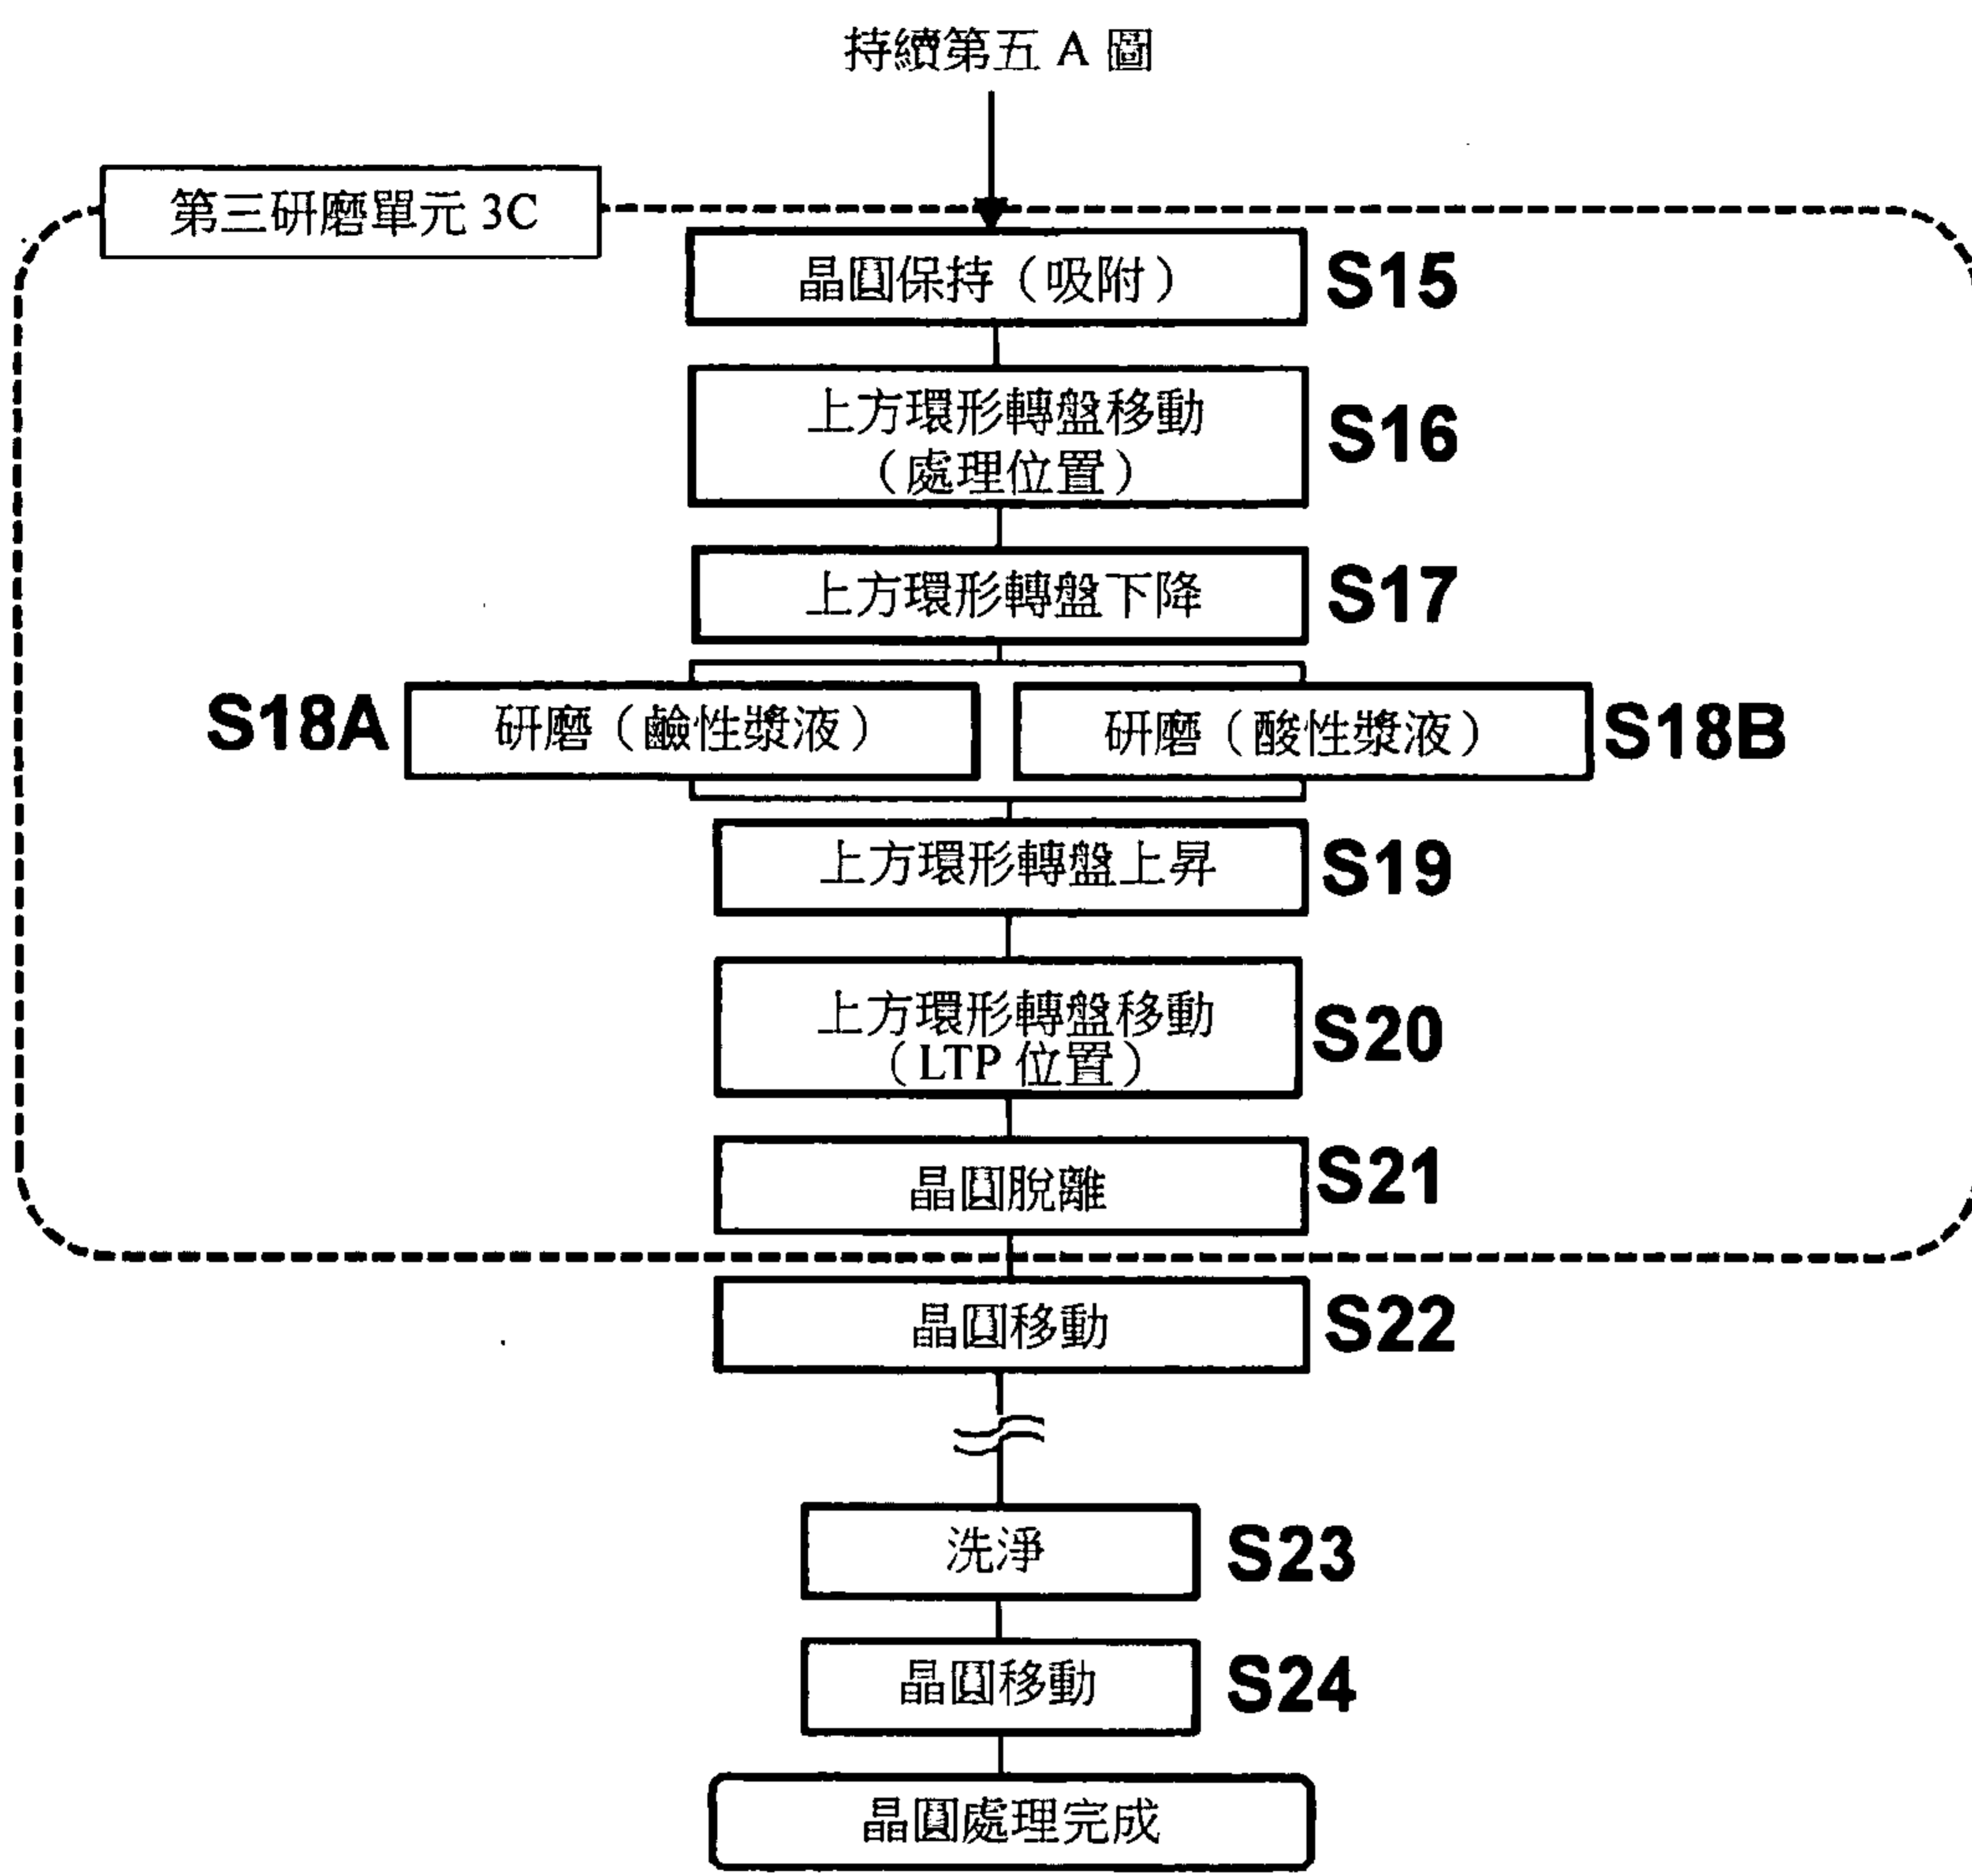 持續第五 A 圖
第三研磨單元 3C
晶圓保持（吸附）
S15
上方環形轉盤移動
（處理位置）
S16
上方環形轉盤下降
S17
S18A
研磨（鹼性漿液）
研磨（酸性漿液）
S18B
上方環形轉盤上昇
S19
上方環形轉盤移動
（LTP 位置）
S20
晶圓脫離
S21
晶圓移動
S22
洗淨
S23
晶圓移動
S24
晶圓處理完成